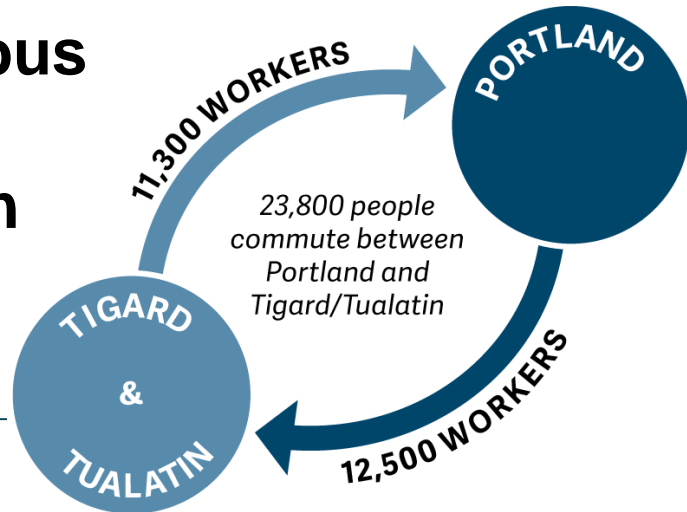 11,300 WORKERS
PORTLAND
23,800 people
commute between
Portland and
Tigard/Tualatin
TIGARD
&
TUALATIN
12,500 WORKERS